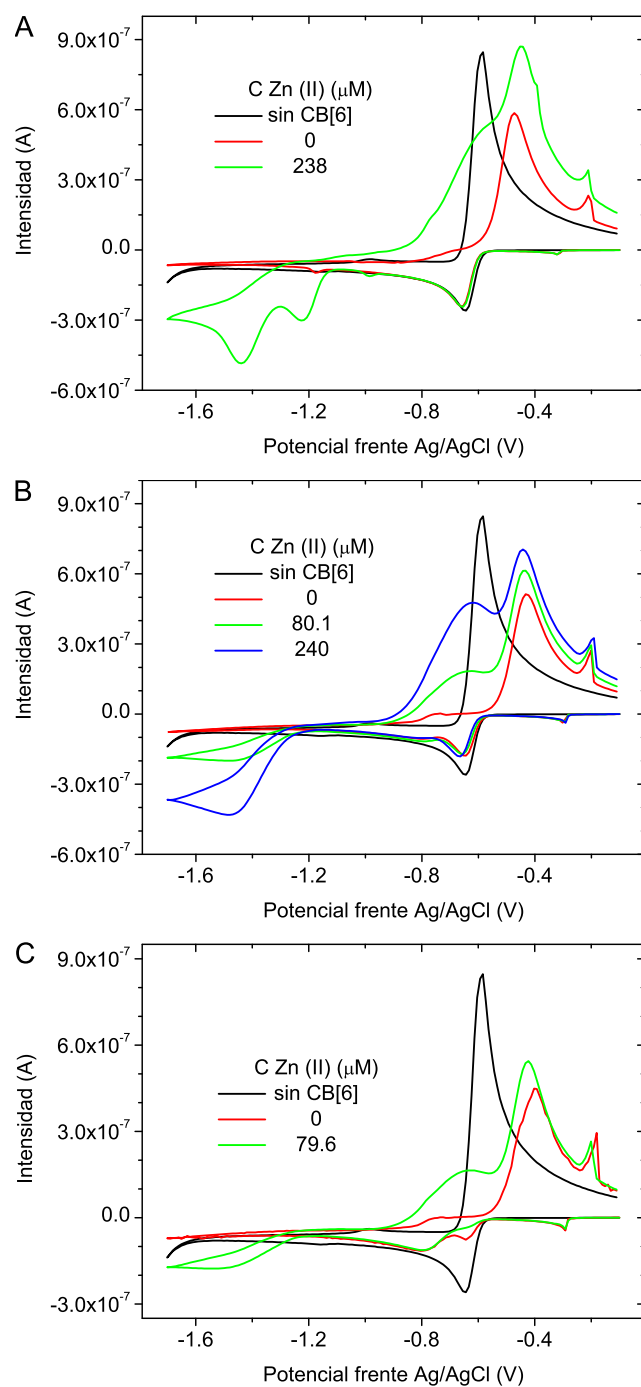 A
9.0x10-7
C Zn (II) (μM)
sin CB[6]
0
238
6.0x10-7
3.0x10-7
0.0
-3.0x10-7
-6.0x10-7
Intensidad (A)
-1.6 -1.2 -0.8 -0.4
Potencial frente Ag/AgCl (V)
B
9.0x10-7
C Zn (II) (μM)
sin CB[6]
0
80.1
240
6.0x10-7
3.0x10-7
0.0
-3.0x10-7
-6.0x10-7
Intensidad (A)
-1.6 -1.2 -0.8 -0.4
Potencial frente Ag/AgCl (V)
C
9.0x10-7
C Zn (II) (μM)
sin CB[6]
0
79.6
6.0x10-7
3.0x10-7
0.0
-3.0x10-7
Intensidad (A)
-1.6 -1.2 -0.8 -0.4
Potencial frente Ag/AgCl (V)